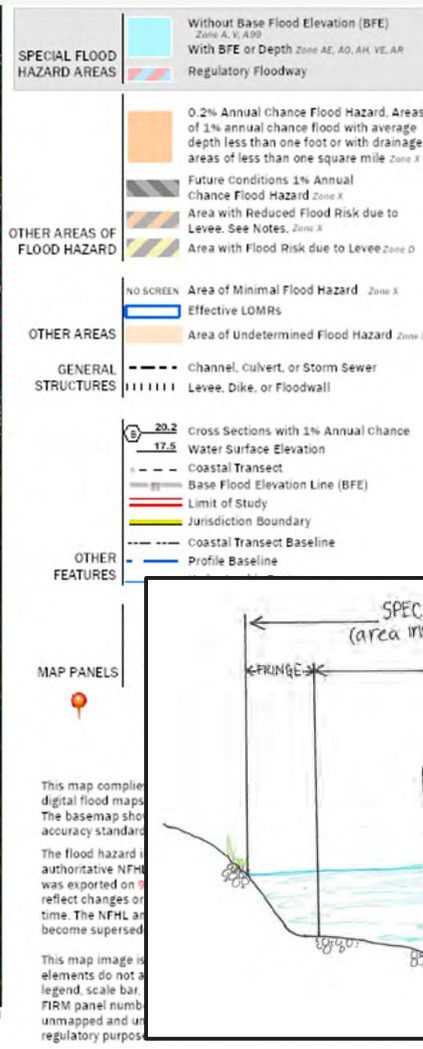 SPECIAL FLOOD
HAZARD AREAS
Without Base Flood Elevation (BFE)
Zone A, V, A99
With BFE or Depth Zone AE, AO, AH, VE, AR
Regulatory Floodway
OTHER AREAS OF
FLOOD HAZARD
0.2% Annual Chance Flood Hazard, Areas
of 1% annual chance flood with average
depth less than one foot or with drainage
areas of less than one square mile Zone X
Future Conditions 1% Annual
Chance Flood Hazard Zone X
Area with Reduced Flood Risk due to
Levee. See Notes. Zone X
Area with Flood Risk due to Levee Zone D
OTHER AREAS
NO SCREEN Area of Minimal Flood Hazard Zone X
Effective LOMRs
Area of Undetermined Flood Hazard Zone
GENERAL
STRUCTURES
Channel, Culvert, or Storm Sewer
Levee, Dike, or Floodwall
OTHER
FEATURES
B 20.2 Cross Sections with 1% Annual Chance
17.5 Water Surface Elevation
Coastal Transect
Base Flood Elevation Line (BFE)
Limit of Study
Jurisdiction Boundary
Coastal Transect Baseline
Profile Baseline
MAP PANELS
SPEC
(area
FRINGE
This map complie
digital flood maps
The basemap sho
accuracy standard
The flood hazard i
authoritative NFHL
was exported on 9
reflect changes or
time. The NFHL an
become supersed
This map image is
elements do not a
legend, scale bar,
FIRM panel numb
unmapped and un
regulatory purpose